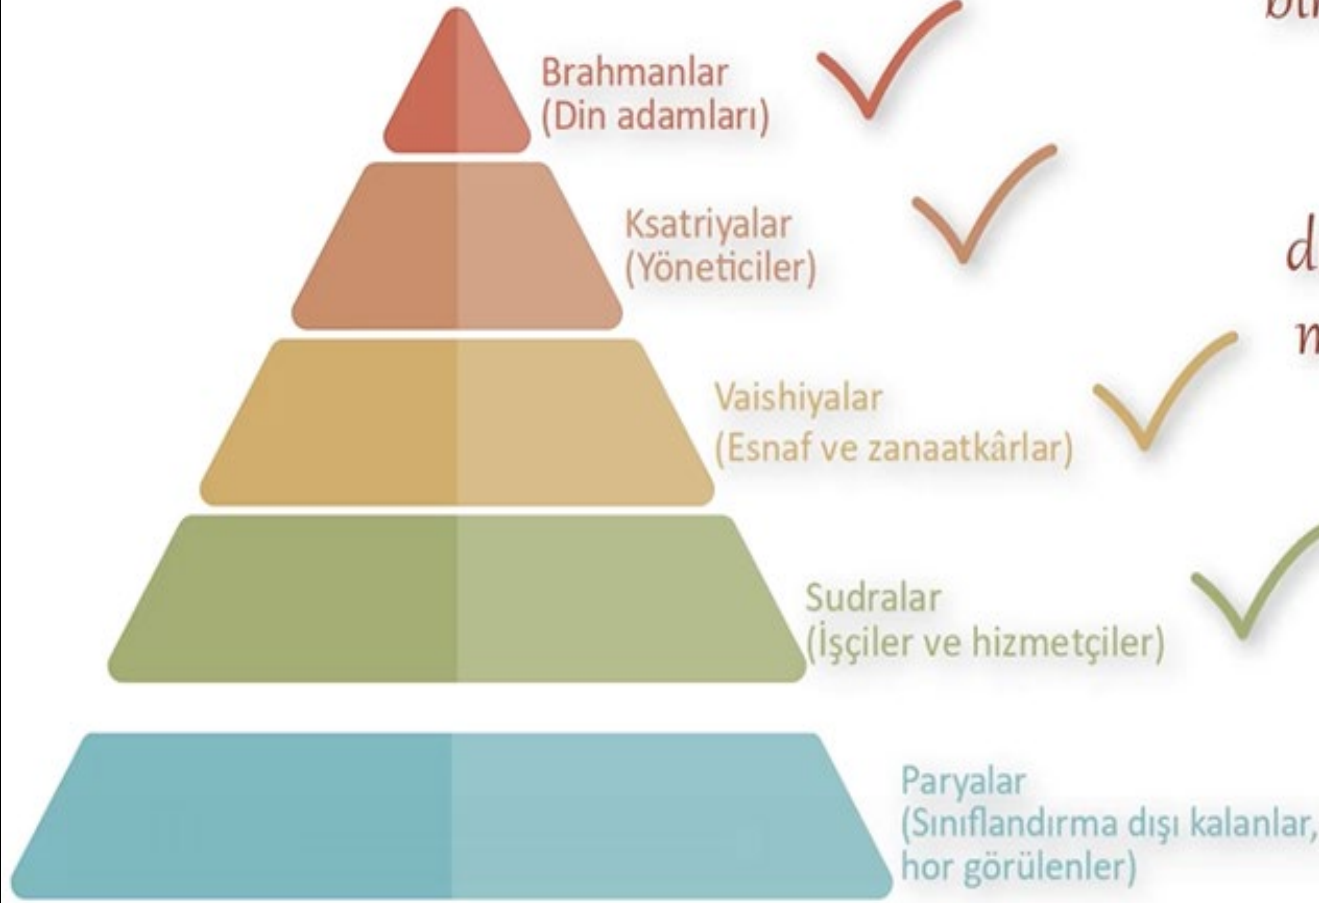 Brahmanlar
(Din adamları)
Ksatriyalar
(Yöneticiler)
Vaishiyalar
(Esnaf ve zanaatkârlar)
Sudralar
(İşçiler ve hizmetçiler)
Paryalar
(Sınıflandırma dışı kalanlar,
hor görülenler)